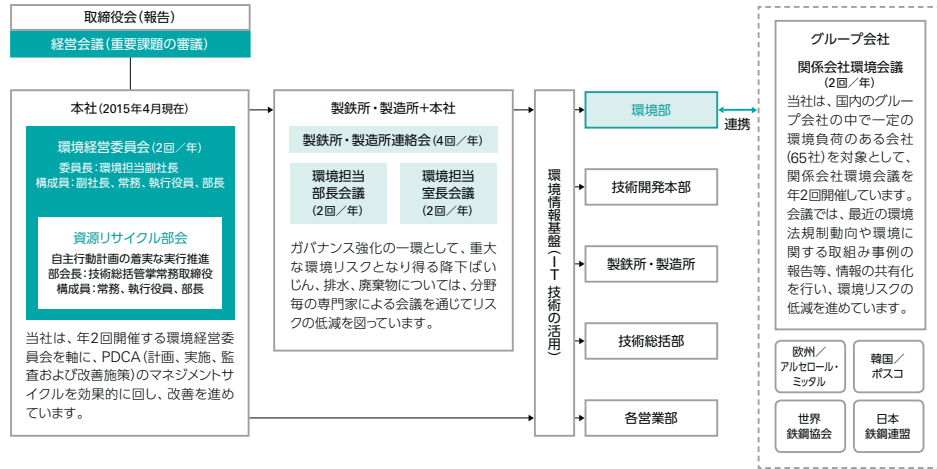 取締役会（報告）
経営会議（重要課題の審議）
本社（2015年4月現在）
環境経営委員会（2回／年）
委員長：環境担当副社長
構成員：副社長、常務、執行役員、部長
資源リサイクル部会
自主行動計画の着実な実行推進
部会長：技術総括管掌常務取締役
構成員：常務、執行役員、部長
当社は、年2回開催する環境経営委
員会を軸に、PDCA（計画、実施、監
査および改善施策）のマネジメントサ
イクルを効果的に回し、改善を進め
ています。
製鉄所・製造所＋本社
製鉄所・製造所連絡会（4回／年）
環境担当
部長会議
（2回／年）
環境担当
室長会議
（2回／年）
ガバナンス強化の一環として、重大
な環境リスクとなり得る降下ばい
じん、排水、廃棄物については、分野
毎の専門家による会議を通じてリス
クの低減を図っています。
環境情報基盤（IT技術の活用）
環境部
連携
技術開発本部
製鉄所・製造所
技術総括部
各営業部
グループ会社
関係会社環境会議
（2回／年）
当社は、国内のグルー
プ会社の中で一定の
環境負荷のある会社
（65社）を対象として、
関係会社環境会議を
年2回開催しています。
会議では、最近の環境
法規制動向や環境に
関する取組み事例の
報告等、情報の共有化
を行い、環境リスクの
低減を進めています。
欧州／
アルセロール・
ミッタル
韓国／
ポスコ
世界
鉄鋼協会
日本
鉄鋼連盟